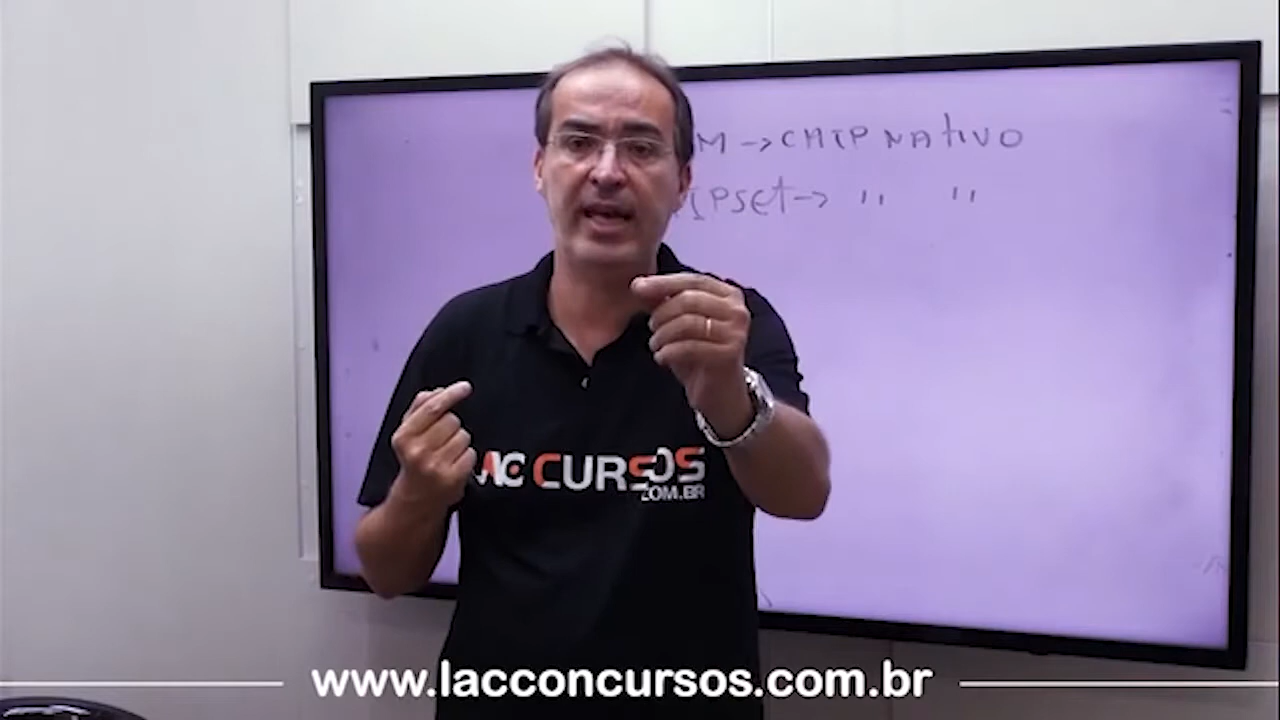 M → CHIP NATIVO
IPSET → " "
LAC CURSOS
.COM.BR
www.lacconcursos.com.br